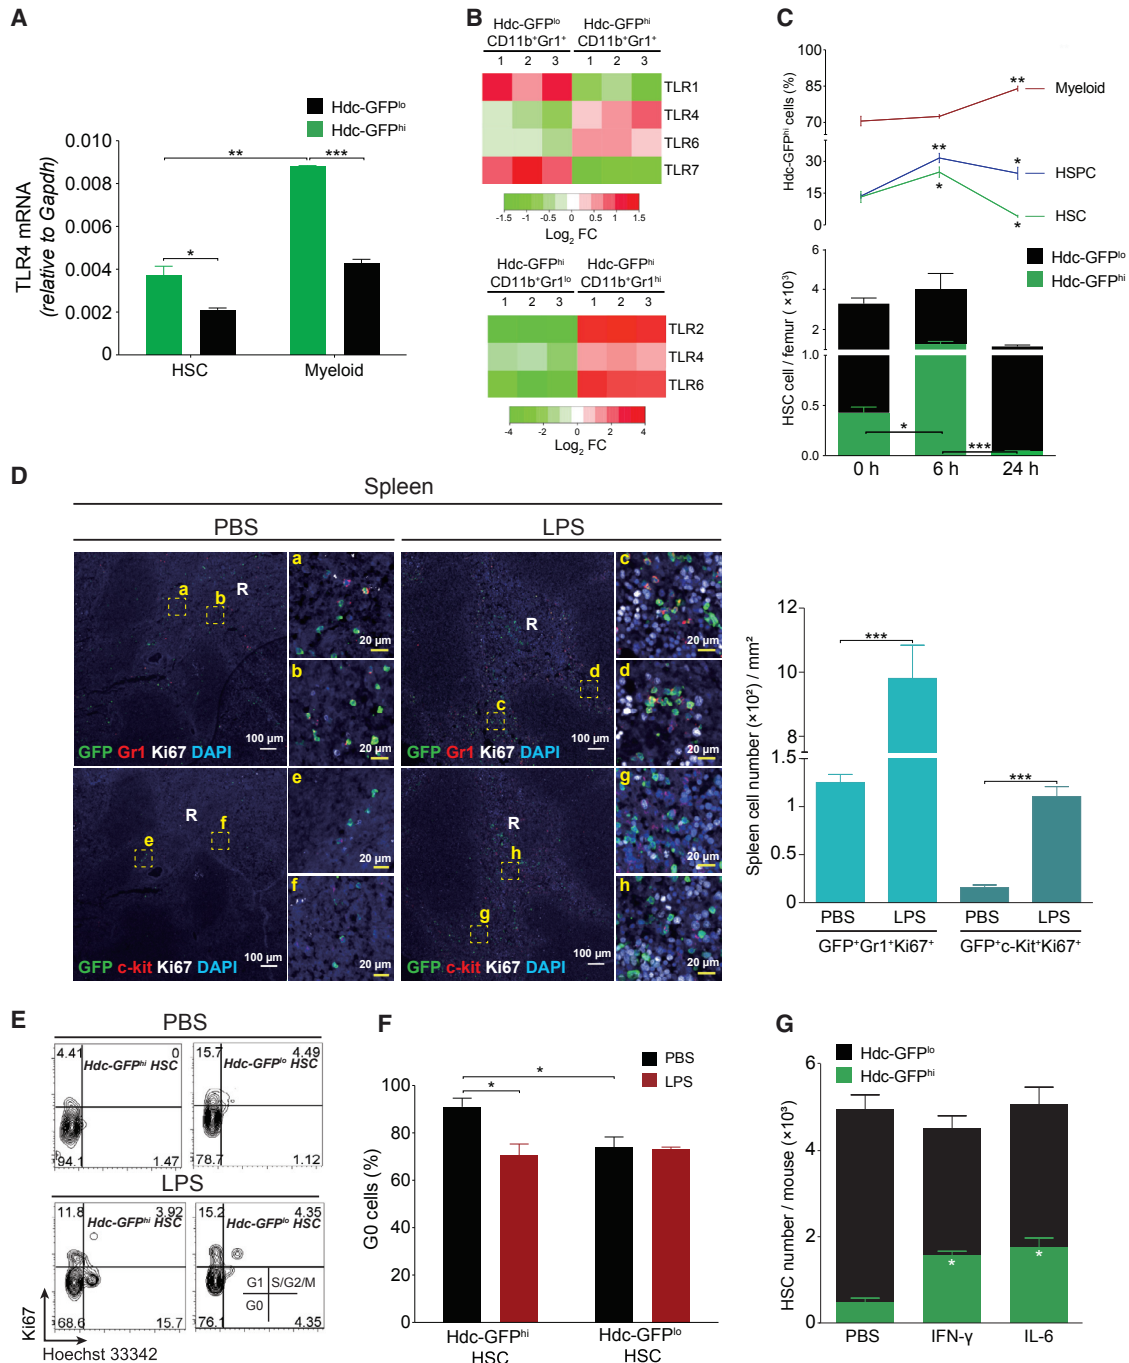 A
Hdc-GFPlo
Hdc-GFPhi
TLR4 mRNA
(relative to Gapdh)
0.010
0.008
0.006
0.004
0.002
0
**
***
*
HSC
Myeloid
B
Hdc-GFPlo Hdc-GFPhi
CD11b+Gr1+ CD11b+Gr1+
1 2 3 1 2 3
TLR1
TLR4
TLR6
TLR7
-1.5 -1 -0.5 0 0.5 1 1.5
Log2 FC
Hdc-GFPhi Hdc-GFPhi
CD11b+Gr1lo CD11b+Gr1hi
1 2 3 1 2 3
TLR2
TLR4
TLR6
-4 -2 0 2 4
Log2 FC
C
Hdc-GFPhi cells (%)
100
85
70
30
15
0
**
Myeloid
**
*
HSPC
*
HSC
*
Hdc-GFPlo
Hdc-GFPhi
HSC cell / femur ( ×10³)
6
4
2
1.0
0.5
0.0
*
***
0 h 6 h 24 h
D
Spleen
PBS LPS
a b R
GFP Gr1 Ki67 DAPI
100 µm
a
20 µm
b
20 µm
R
d
c
GFP Gr1 Ki67 DAPI
100 µm
c
20 µm
d
20 µm
R
f
e
GFP c-kit Ki67 DAPI
100 µm
e
20 µm
f
20 µm
R
h
g
GFP c-kit Ki67 DAPI
100 µm
g
20 µm
h
20 µm
Spleen cell number (×10²) / mm²
12
10
8
1.5
1
0.5
0
***
***
PBS LPS PBS LPS
GFP+Gr1+Ki67+ GFP+c-Kit+Ki67+
E
PBS
4.41 0
Hdc-GFPhi HSC
94.1 1.47
15.7 4.49
Hdc-GFPlo HSC
78.7 1.12
LPS
11.8 3.92
Hdc-GFPhi HSC
68.6 15.7
15.2 4.35
Hdc-GFPlo HSC
G1 S/G2/M
G0
76.1 4.35
Ki67
Hoechst 33342
F
PBS
LPS
G0 cells (%)
100
80
60
40
20
0
*
*
Hdc-GFPhi Hdc-GFPlo
HSC HSC
G
Hdc-GFPlo
Hdc-GFPhi
HSC number / mouse (×10³)
6
4
2
0
*
*
PBS IFN-γ IL-6